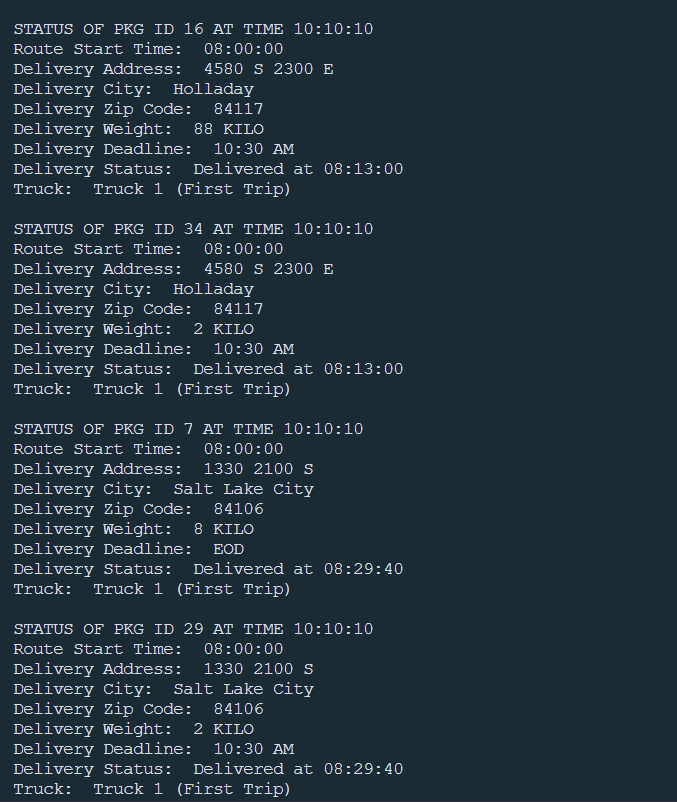 STATUS OF PKG ID 16 AT TIME 10:10:10
Route Start Time:  08:00:00
Delivery Address:  4580 S 2300 E
Delivery City:  Holladay
Delivery Zip Code:  84117
Delivery Weight:  88 KILO
Delivery Deadline:  10:30 AM
Delivery Status:  Delivered at 08:13:00
Truck:  Truck 1 (First Trip)

STATUS OF PKG ID 34 AT TIME 10:10:10
Route Start Time:  08:00:00
Delivery Address:  4580 S 2300 E
Delivery City:  Holladay
Delivery Zip Code:  84117
Delivery Weight:  2 KILO
Delivery Deadline:  10:30 AM
Delivery Status:  Delivered at 08:13:00
Truck:  Truck 1 (First Trip)

STATUS OF PKG ID 7 AT TIME 10:10:10
Route Start Time:  08:00:00
Delivery Address:  1330 2100 S
Delivery City:  Salt Lake City
Delivery Zip Code:  84106
Delivery Weight:  8 KILO
Delivery Deadline:  EOD
Delivery Status:  Delivered at 08:29:40
Truck:  Truck 1 (First Trip)

STATUS OF PKG ID 29 AT TIME 10:10:10
Route Start Time:  08:00:00
Delivery Address:  1330 2100 S
Delivery City:  Salt Lake City
Delivery Zip Code:  84106
Delivery Weight:  2 KILO
Delivery Deadline:  10:30 AM
Delivery Status:  Delivered at 08:29:40
Truck:  Truck 1 (First Trip)